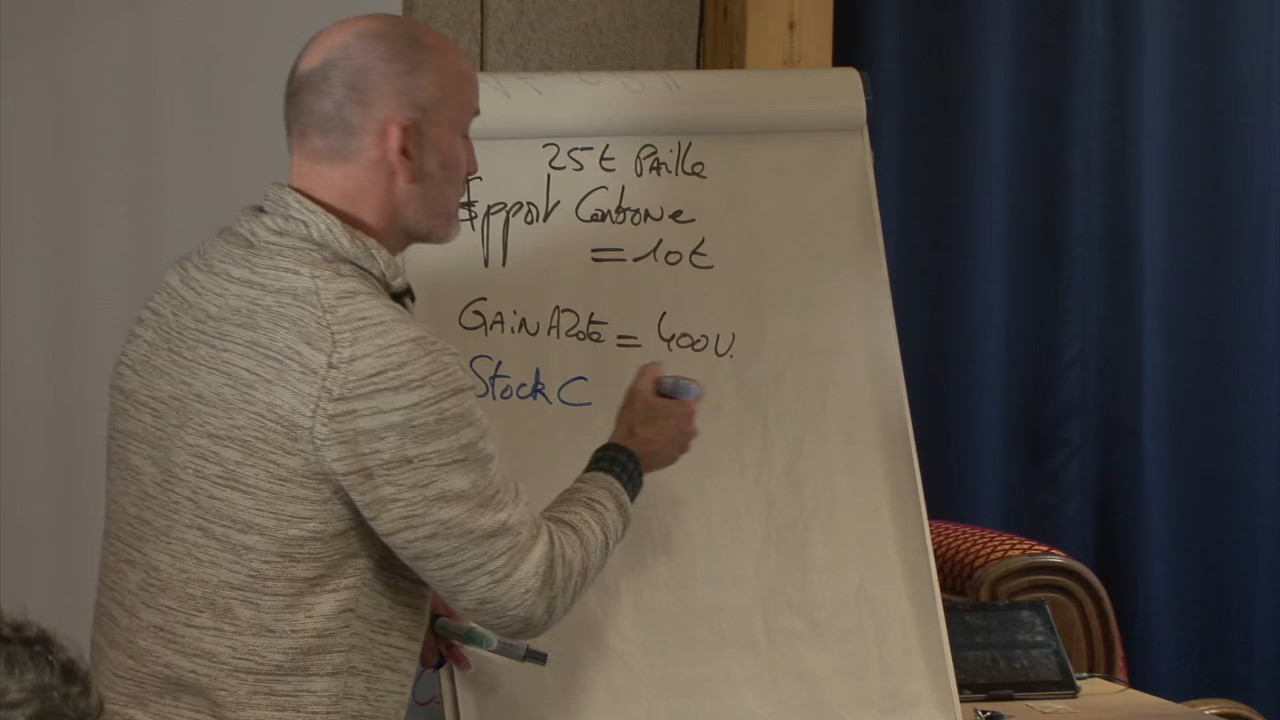 25t Paille
Apport Carbone
= 10t
GAiN AZote = 400U.
Stock C